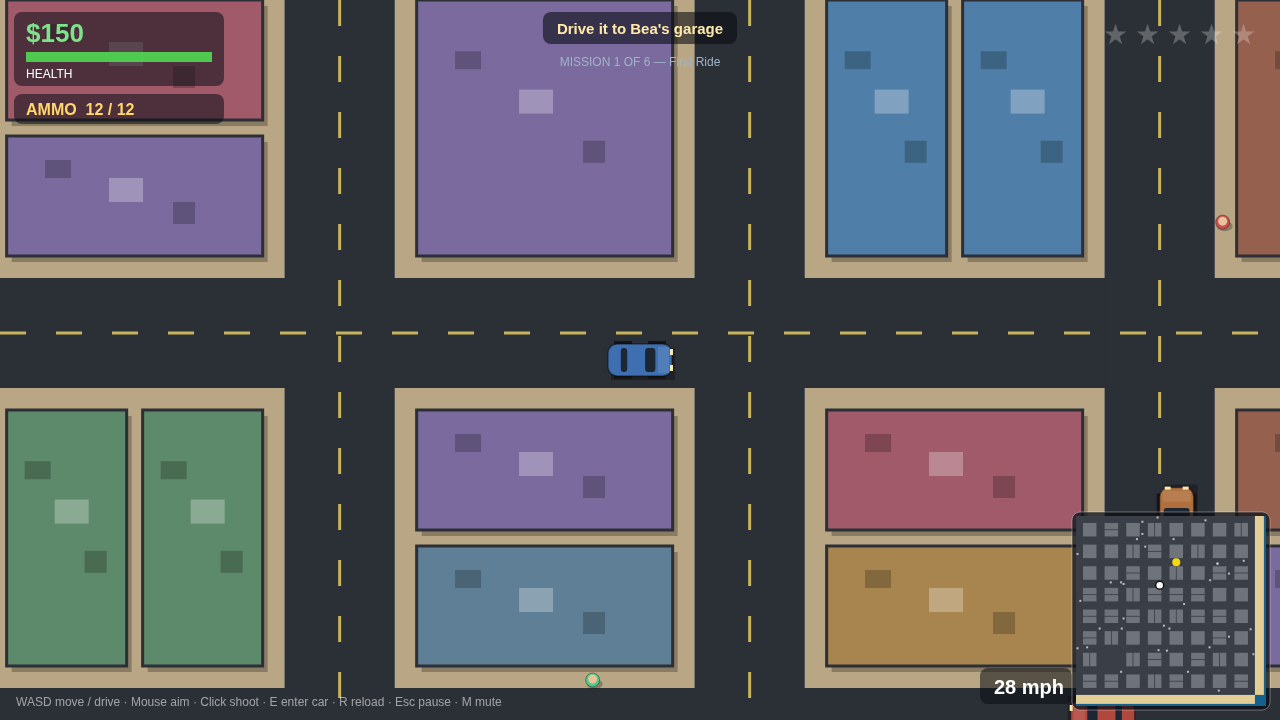 $150
HEALTH
AMMO 12 / 12
Drive it to Bea's garage
MISSION 1 OF 6 — First Ride
28 mph
WASD move / drive · Mouse aim · Click shoot · E enter car · R reload · Esc pause · M mute